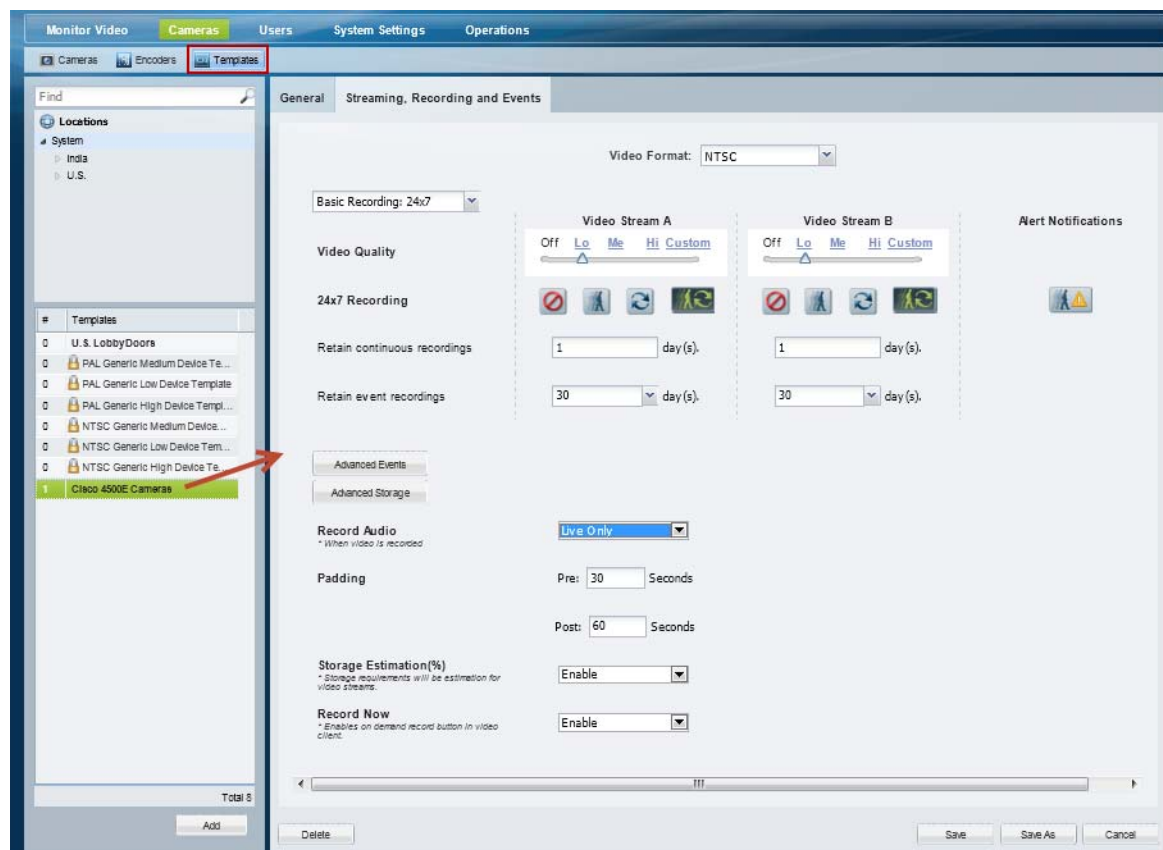 Monitor Video Cameras Users System Settings Operations
Cameras Encoders Templates
Find
Locations
System
India
U.S.
# Templates
0 U.S. LobbyDoors
0 PAL Generic Medium Device Te...
0 PAL Generic Low Device Template
0 PAL Generic High Device Templ...
0 NTSC Generic Medium Device...
0 NTSC Generic Low Device Tem...
0 NTSC Generic High Device Te...
1 Cisco 4500E Cameras
Total 8
Add
General Streaming, Recording and Events
Video Format: NTSC
Basic Recording: 24x7
Video Stream A Video Stream B Alert Notifications
Video Quality Off Lo Me Hi Custom Off Lo Me Hi Custom
24x7 Recording
Retain continuous recordings 1 day(s). 1 day(s).
Retain event recordings 30 day(s). 30 day(s).
Advanced Events
Advanced Storage
Record Audio Live Only
* When video is recorded
Padding Pre: 30 Seconds
Post: 60 Seconds
Storage Estimation(%) Enable
* Storage requirements will be estimation for
video streams.
Record Now Enable
* Enables on demand record button in video
client.
Delete Save Save As Cancel